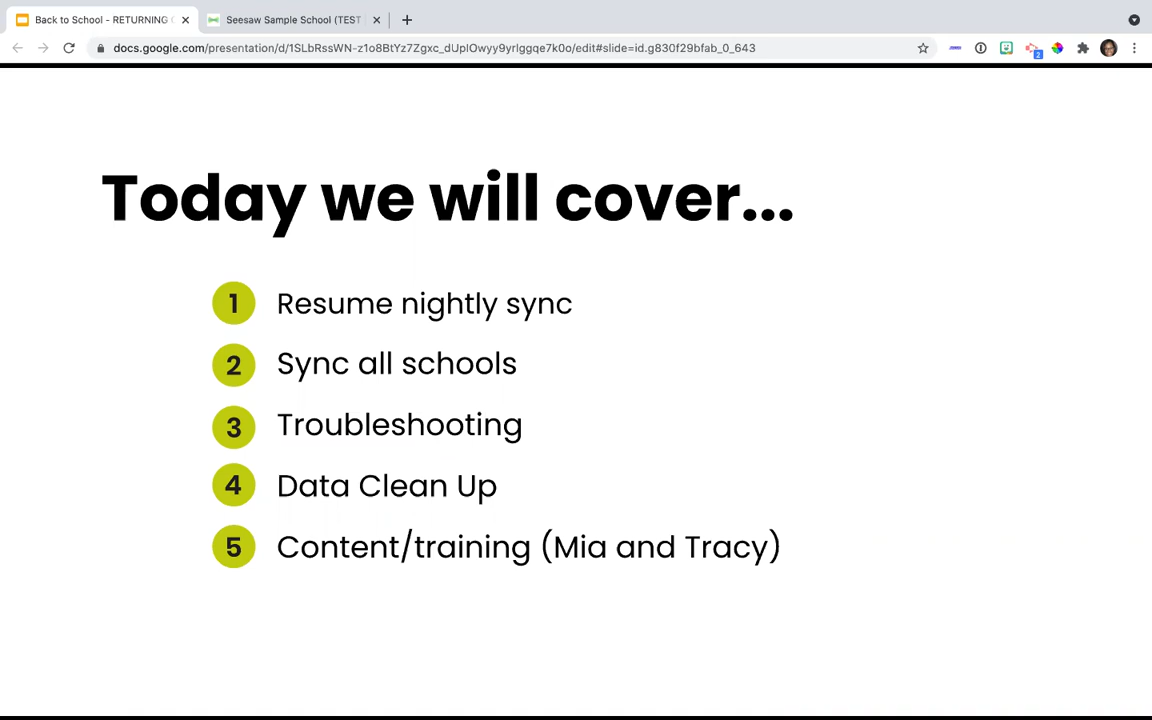 Back to School - RETURNING
Seesaw Sample School (TEST
docs.google.com/presentation/d/1SLbRssWN-z1o8BtYz7Zgxc_dUplOwyy9yrlggqe7k0o/edit#slide=id.g830f29bfab_0_643
2
Today we will cover...
1 Resume nightly sync
2 Sync all schools
3 Troubleshooting
4 Data Clean Up
5 Content/training (Mia and Tracy)